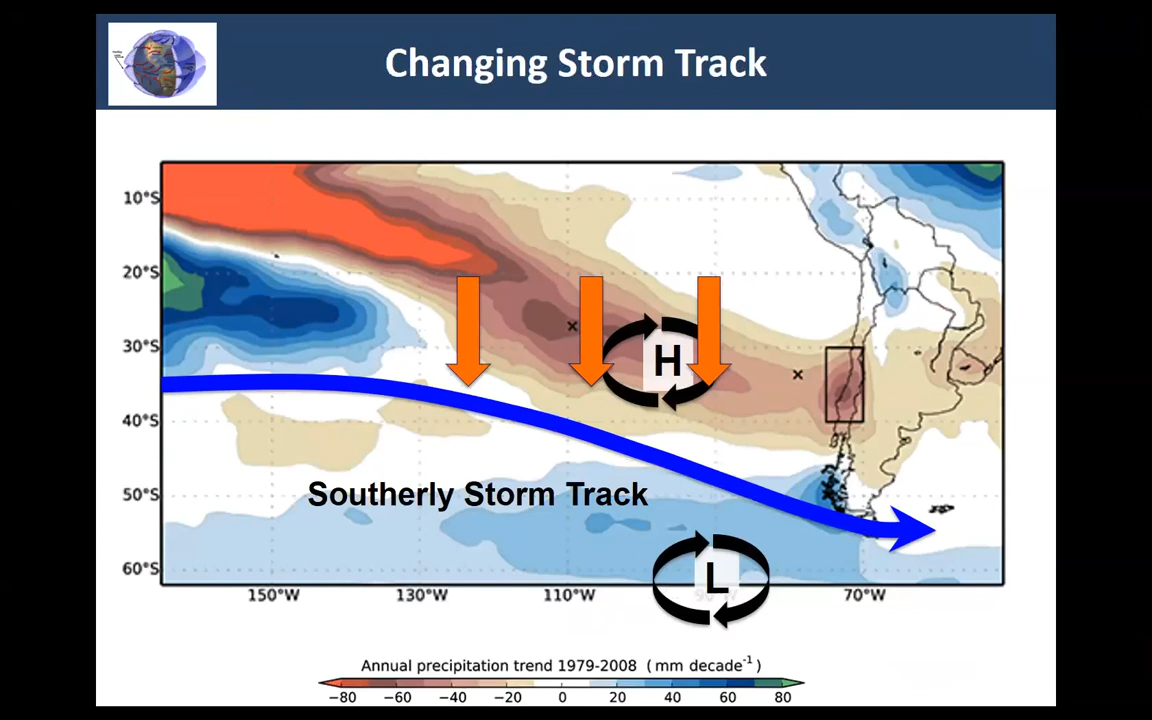 Changing Storm Track
10°S
20°S
30°S
40°S
50°S
60°S
H
Southerly Storm Track
L
150°W 130°W 110°W 90°W 70°W
Annual precipitation trend 1979-2008 (mm decade⁻¹)
−80 −60 −40 −20 0 20 40 60 80